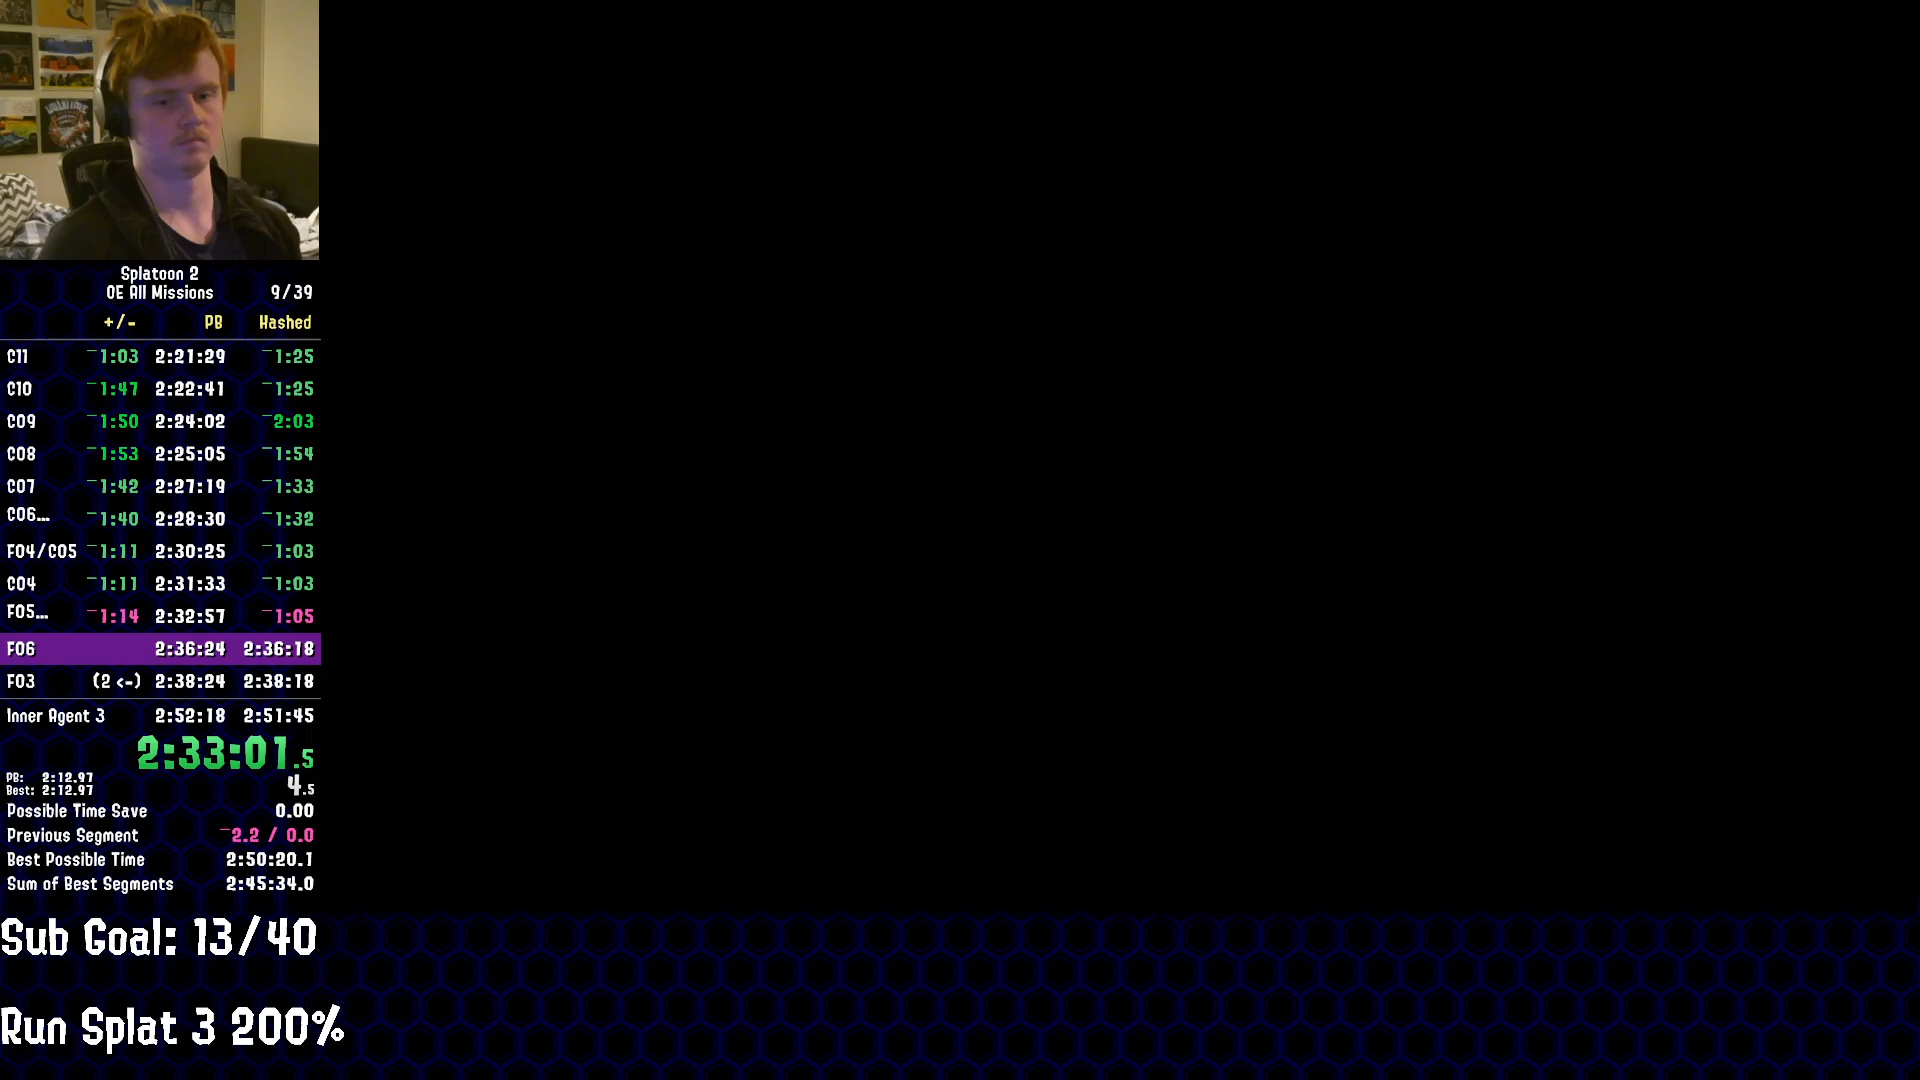 Splatoon 2
OE All Missions 9/39
+/- PB Hashed
C11 −1:03 2:21:29 −1:25
C10 −1:47 2:22:41 −1:25
C09 −1:50 2:24:02 −2:03
C08 −1:53 2:25:05 −1:54
C07 −1:42 2:27:19 −1:33
C06... −1:40 2:28:30 −1:32
F04/C05 −1:11 2:30:25 −1:03
C04 −1:11 2:31:33 −1:03
F05... −1:14 2:32:57 −1:05
F06 2:36:24 2:36:18
F03 (2 <-) 2:38:24 2:38:18
Inner Agent 3 2:52:18 2:51:45
2:33:01.5
PB: 2:12.97
Best: 2:12.97
4.5
Possible Time Save 0.00
Previous Segment −2.2 / 0.0
Best Possible Time 2:50:20.1
Sum of Best Segments 2:45:34.0
Sub Goal: 13/40
Run Splat 3 200%